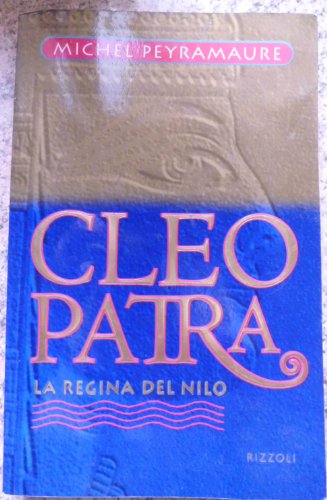 MICHEL PEYRAMAURE
CLEO
PATRA
LA REGINA DEL NILO
RIZZOLI